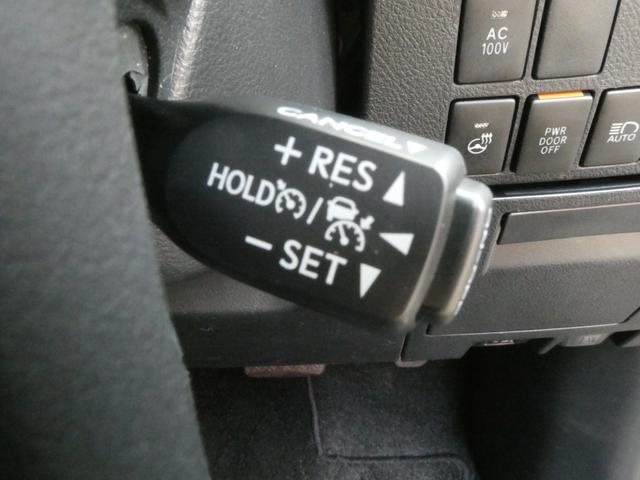 CANCEL
+ RES
HOLD /
− SET
AC
100V
PWR
DOOR
OFF
AUTO